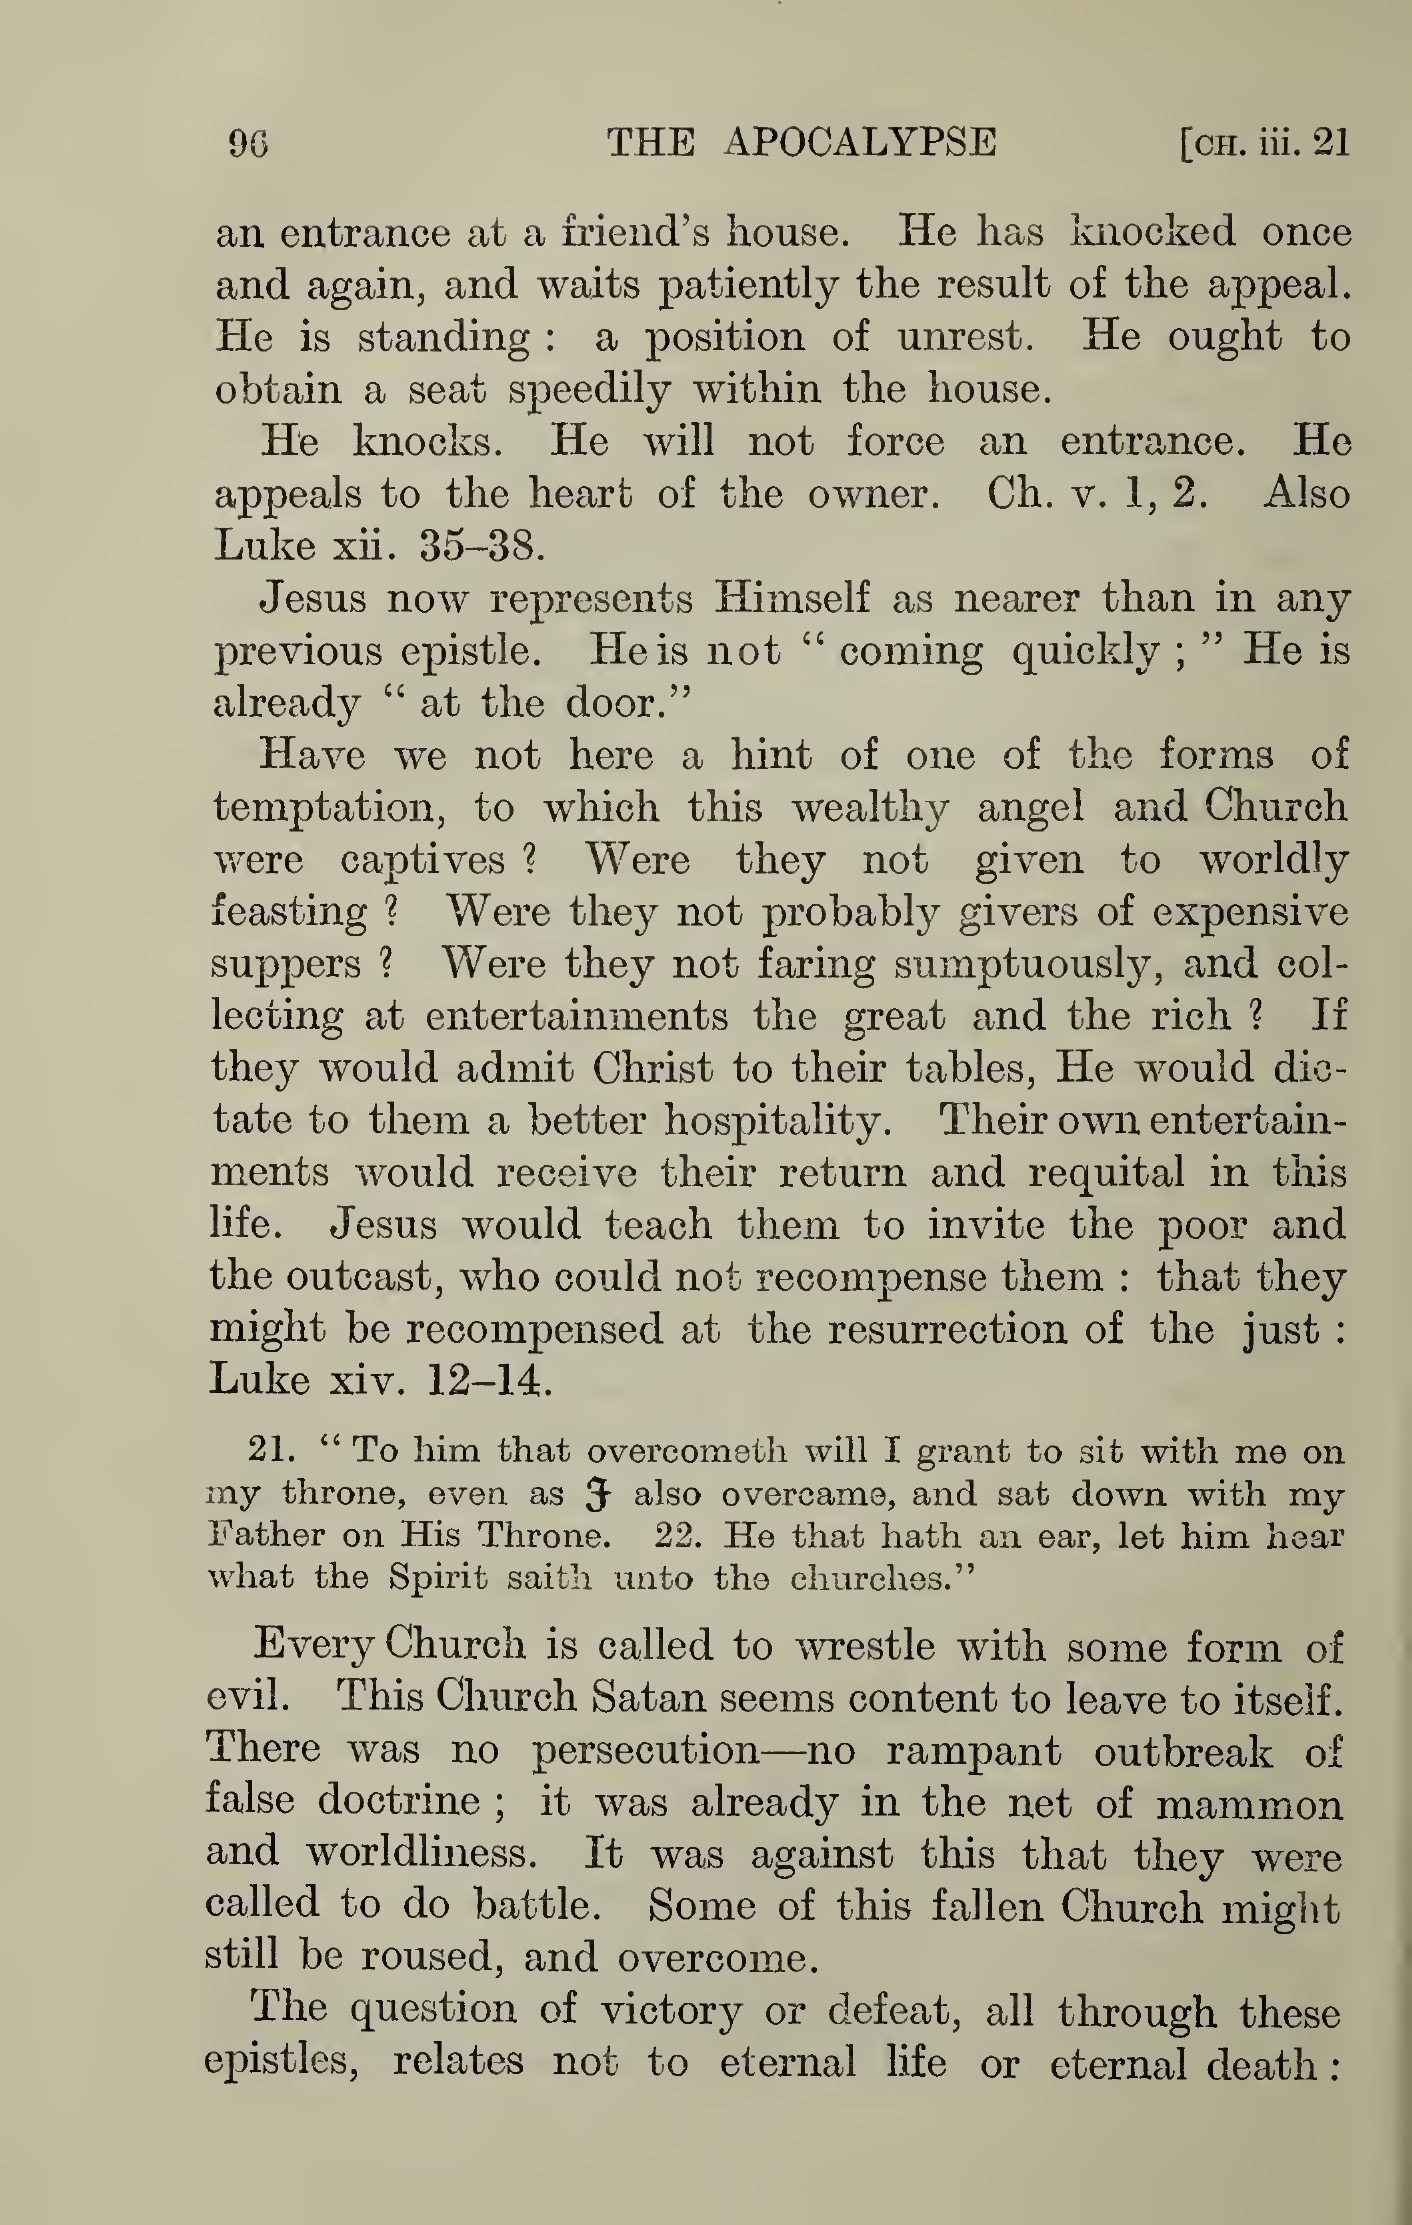 96 THE APOCALYPSE [CH. iii. 21
an entrance at a friend's house. He has knocked once
and again, and waits patiently the result of the appeal.
He is standing : a position of unrest. He ought to
obtain a seat speedily within the house.
He knocks. He will not force an entrance. He
appeals to the heart of the owner. Ch. v. 1, 2. Also
Luke xii. 35–38.
Jesus now represents Himself as nearer than in any
previous epistle. He is not “ coming quickly ; ” He is
already “ at the door.”
Have we not here a hint of one of the forms of
temptation, to which this wealthy angel and Church
were captives ? Were they not given to worldly
feasting ? Were they not probably givers of expensive
suppers ? Were they not faring sumptuously, and col-
lecting at entertainments the great and the rich ? If
they would admit Christ to their tables, He would dic-
tate to them a better hospitality. Their own entertain-
ments would receive their return and requital in this
life. Jesus would teach them to invite the poor and
the outcast, who could not recompense them : that they
might be recompensed at the resurrection of the just :
Luke xiv. 12–14.
21. “ To him that overcometh will I grant to sit with me on
my throne, even as I also overcame, and sat down with my
Father on His Throne. 22. He that hath an ear, let him hear
what the Spirit saith unto the churches.”
Every Church is called to wrestle with some form of
evil. This Church Satan seems content to leave to itself.
There was no persecution—no rampant outbreak of
false doctrine ; it was already in the net of mammon
and worldliness. It was against this that they were
called to do battle. Some of this fallen Church might
still be roused, and overcome.
The question of victory or defeat, all through these
epistles, relates not to eternal life or eternal death :